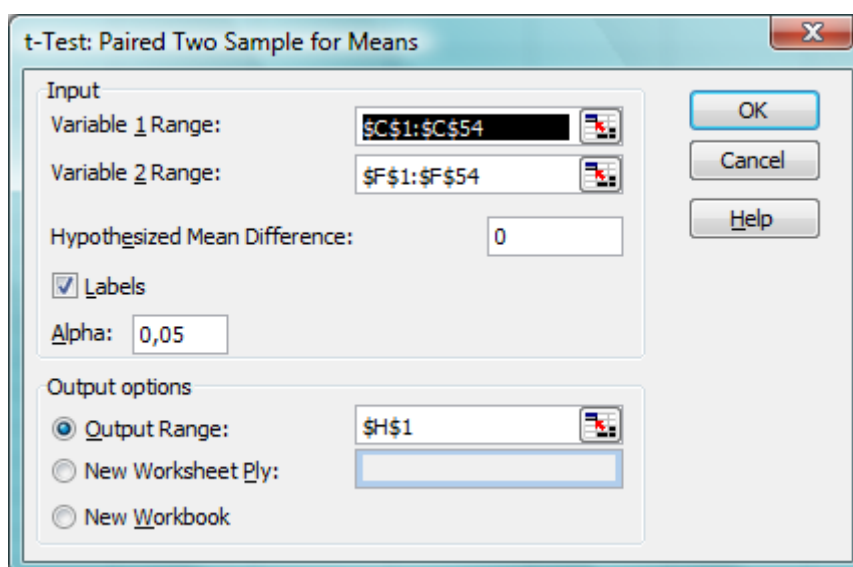 t-Test: Paired Two Sample for Means
Input
Variable 1 Range: $C$1:$C$54
Variable 2 Range: $F$1:$F$54
Hypothesized Mean Difference: 0
Labels
Alpha: 0,05
OK
Cancel
Help
Output options
Output Range: $H$1
New Worksheet Ply:
New Workbook